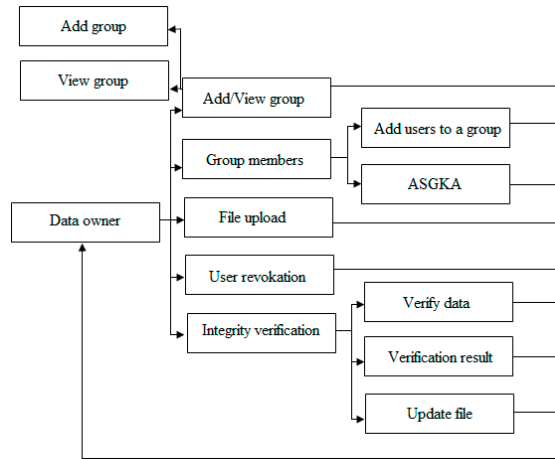 Add group
View group
Add/View group
Add users to a group
Group members
ASGKA
Data owner
File upload
User revokation
Verify data
Integrity verification
Verification result
Update file